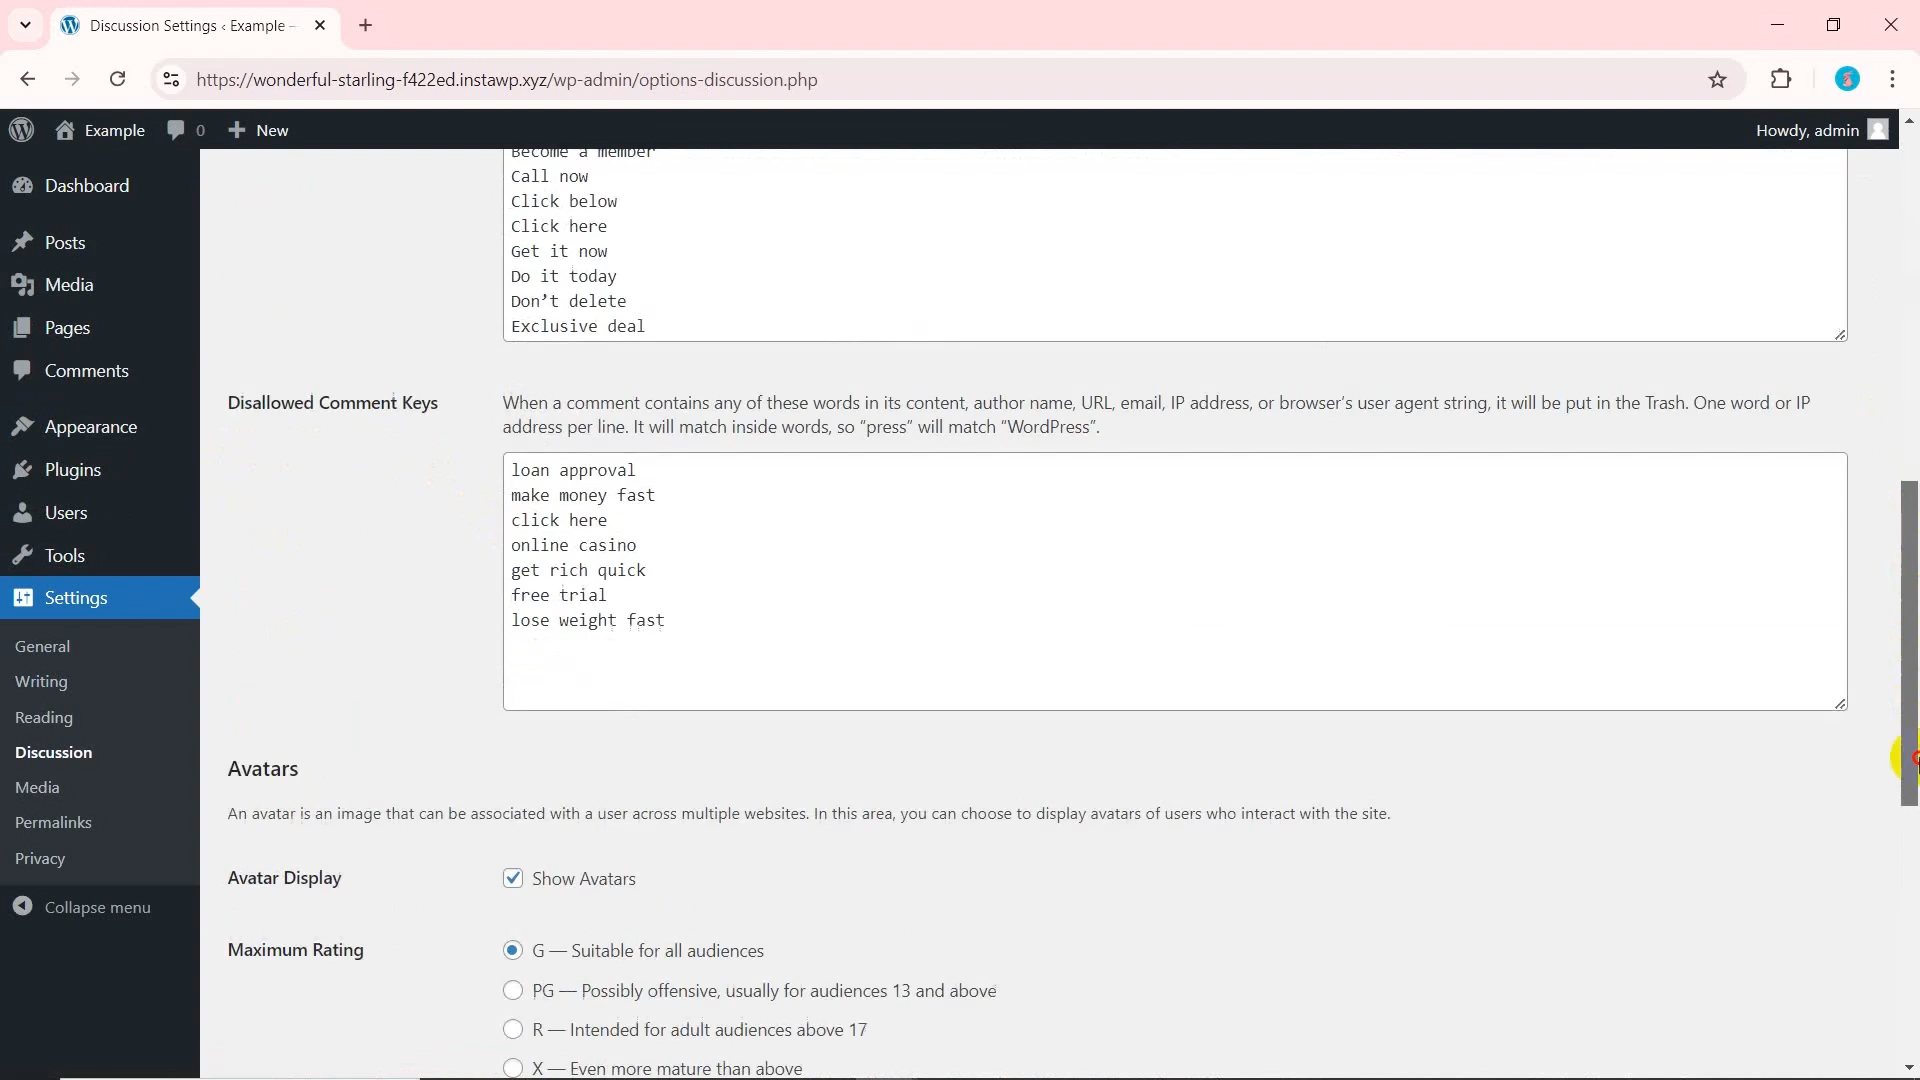 Discussion Settings ‹ Example –
https://wonderful-starling-f422ed.instawp.xyz/wp-admin/options-discussion.php
Example
0
New
Howdy, admin
Dashboard
Posts
Media
Pages
Comments
Appearance
Plugins
Users
Tools
Settings
General
Writing
Reading
Discussion
Media
Permalinks
Privacy
Collapse menu
Become a member
Call now
Click below
Click here
Get it now
Do it today
Don’t delete
Exclusive deal
Disallowed Comment Keys
When a comment contains any of these words in its content, author name, URL, email, IP address, or browser’s user agent string, it will be put in the Trash. One word or IP
address per line. It will match inside words, so “press” will match “WordPress”.
loan approval
make money fast
click here
online casino
get rich quick
free trial
lose weight fast
Avatars
An avatar is an image that can be associated with a user across multiple websites. In this area, you can choose to display avatars of users who interact with the site.
Avatar Display
Show Avatars
Maximum Rating
G — Suitable for all audiences
PG — Possibly offensive, usually for audiences 13 and above
R — Intended for adult audiences above 17
X — Even more mature than above